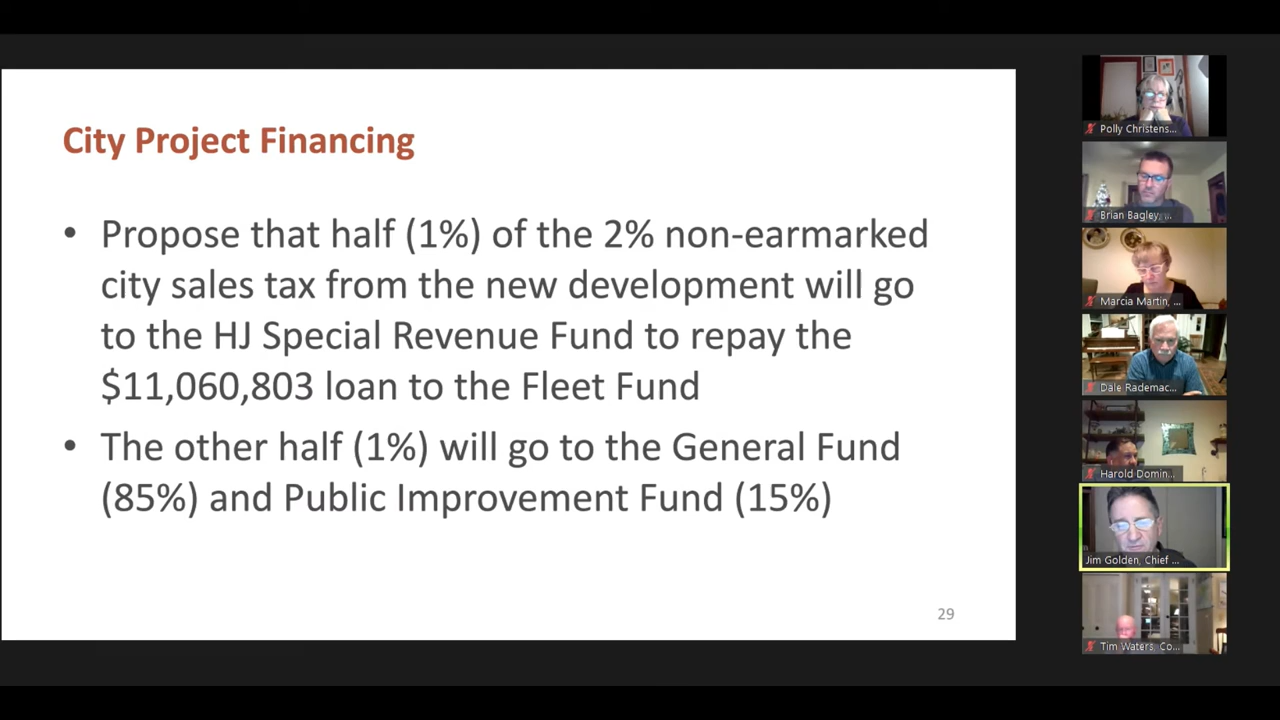 City Project Financing
• Propose that half (1%) of the 2% non-earmarked
city sales tax from the new development will go
to the HJ Special Revenue Fund to repay the
$11,060,803 loan to the Fleet Fund
• The other half (1%) will go to the General Fund
(85%) and Public Improvement Fund (15%)
29
Polly Christens...
Brian Bagley, ...
Marcia Martin, ...
Dale Rademac...
Harold Domin...
Jim Golden, Chief ...
Tim Waters, Co...